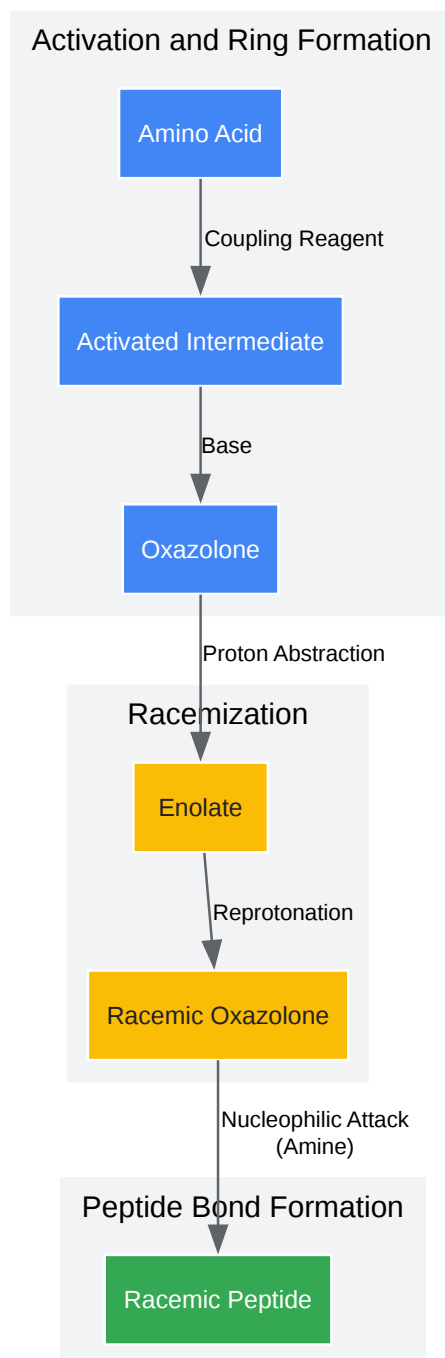 Activation and Ring Formation
Amino Acid
Coupling Reagent
Activated Intermediate
Base
Oxazolone
Proton Abstraction
Racemization
Enolate
Reprotonation
Racemic Oxazolone
Nucleophilic Attack
(Amine)
Peptide Bond Formation
Racemic Peptide